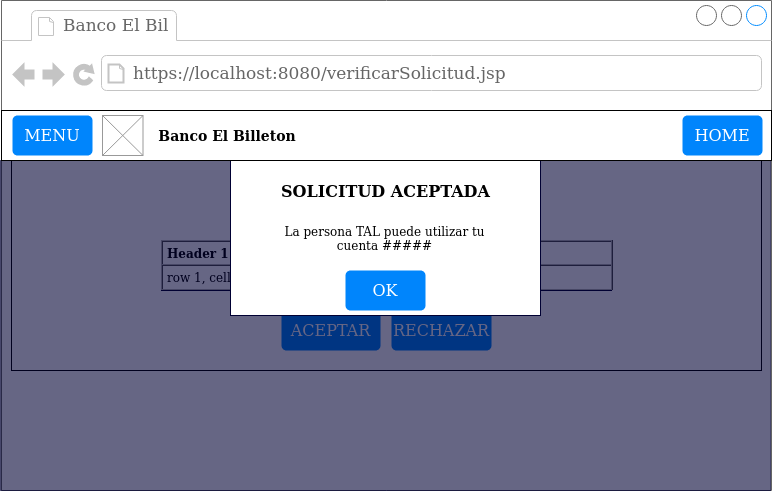 Banco El Bil
https://localhost:8080/verificarSolicitud.jsp
MENU
Banco El Billeton
HOME
SOLICITUD ACEPTADA
La persona TAL puede utilizar tu
cuenta #####
Header 1
row 1, cell
OK
ACEPTAR
RECHAZAR